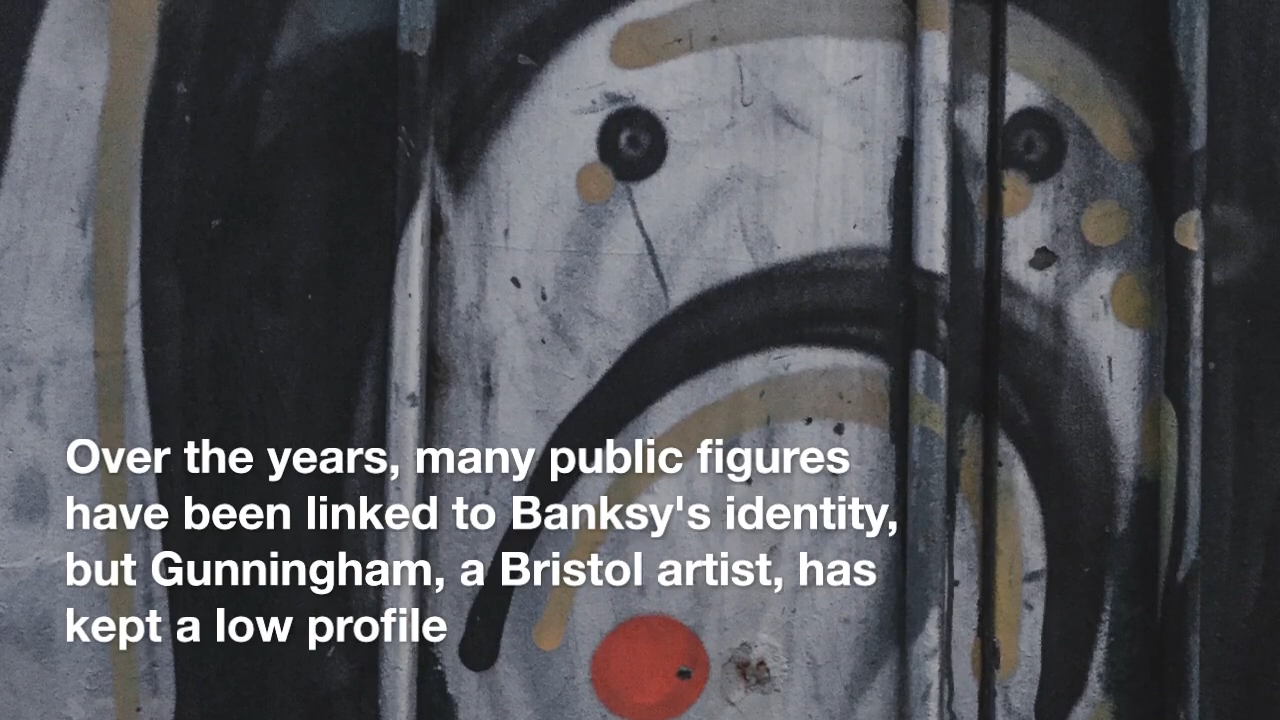 Over the years, many public figures
have been linked to Banksy's identity,
but Gunningham, a Bristol artist, has
kept a low profile